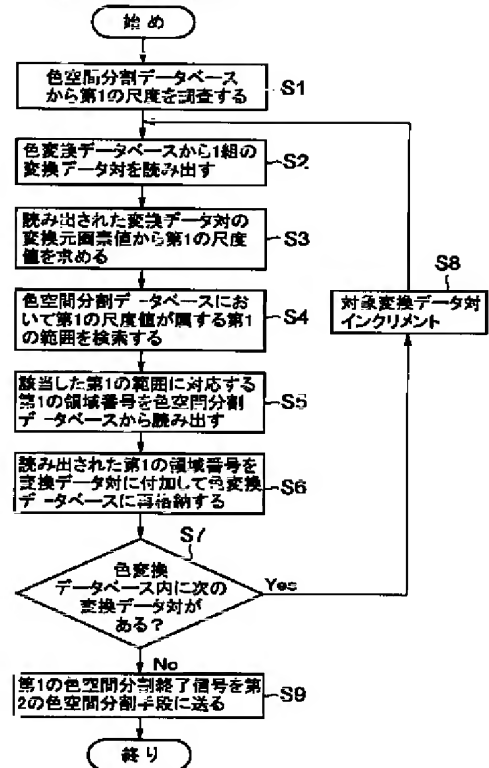 始め
色空間分割データベース
から第1の尺度を調査する
S1
色変換データベースから1組の
変換データ対を読み出す
S2
読み出された変換データ対の
変換元画素値から第1の尺度
値を求める
S3
色空間分割データベースにお
いて第1の尺度値が属する第1
の範囲を検索する
S4
該当した第1の範囲に対応する
第1の領域番号を色空間分割
データベースから読み出す
S5
読み出された第1の領域番号を
変換データ対に付加して色変換
データベースに再格納する
S6
S7
色変換
データベース内に次の
変換データ対が
ある?
Yes
S8
対象変換データ対
インクリメント
No
第1の色空間分割終了信号を第
2の色空間分割手段に送る
S9
終り